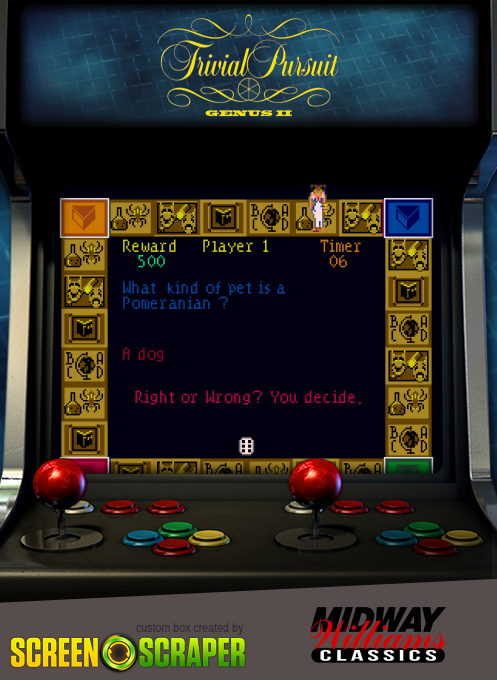 Trivial Pursuit
GENUS II
Reward Player 1 Timer
500 06
What kind of pet is a
Pomeranian ?
A dog
Right or Wrong? You decide.
custom box created by
SCREEN SCRAPER
MIDWAY
Williams
CLASSICS